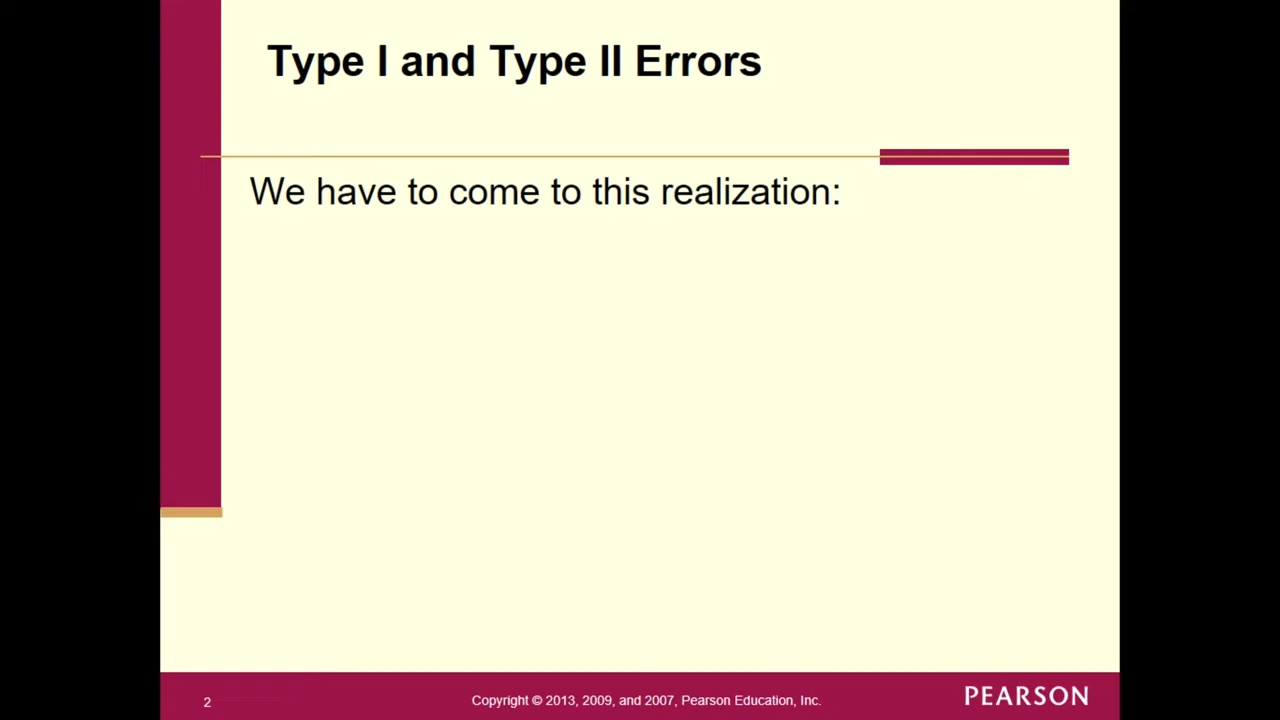 Type I and Type II Errors
We have to come to this realization:
2
Copyright © 2013, 2009, and 2007, Pearson Education, Inc.
PEARSON